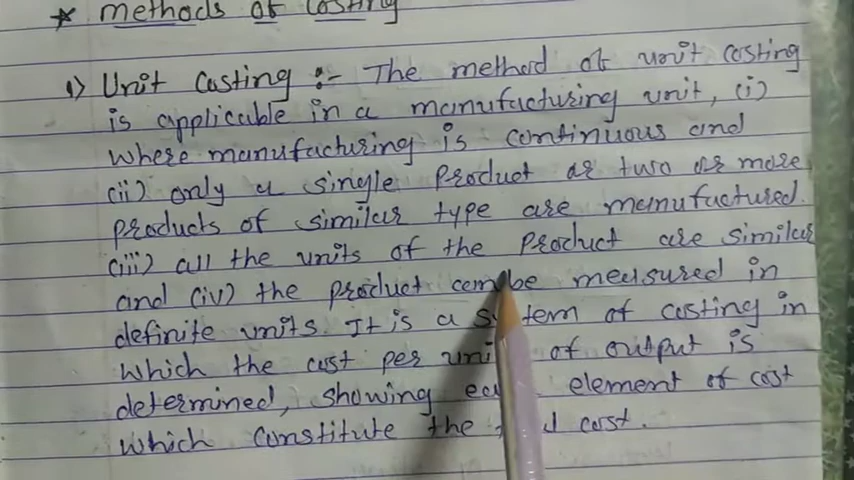 * methods of Costing
1) Unit Costing :- The method of unit costing
is applicable in a manufacturing unit, (i)
where manufacturing is continuous and
(ii) only a single Product or two or more
products of similar type are manufactured.
(iii) all the units of the Product are similar
and (iv) the product can be measured in
definite units. It is a of costing in
which the cost per of output is
determined, showing element of cost
which constitute the cost.